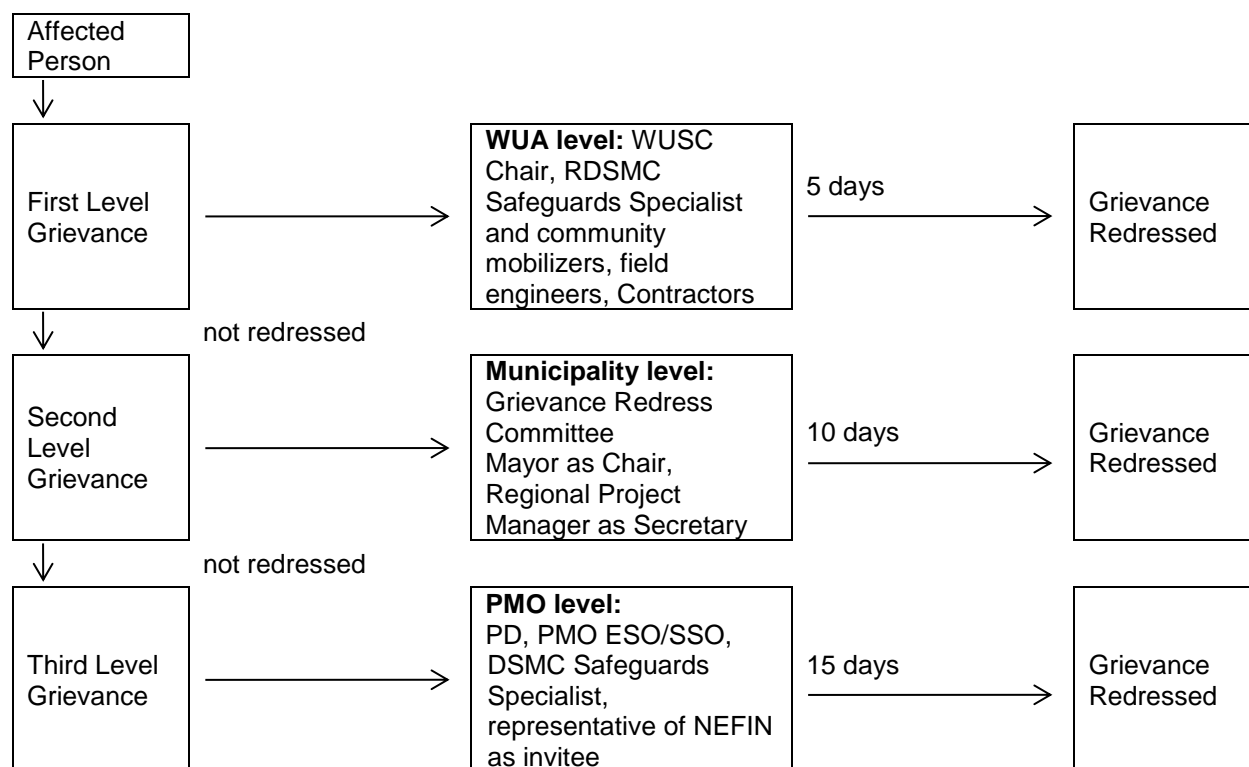 Affected
Person
First Level
Grievance
WUA level: WUSC
Chair, RDSMC
Safeguards Specialist
and community
mobilizers, field
engineers, Contractors
5 days
Grievance
Redressed
not redressed
Second
Level
Grievance
Municipality level:
Grievance Redress
Committee
Mayor as Chair,
Regional Project
Manager as Secretary
10 days
Grievance
Redressed
not redressed
Third Level
Grievance
PMO level:
PD, PMO ESO/SSO,
DSMC Safeguards
Specialist,
representative of NEFIN
as invitee
15 days
Grievance
Redressed